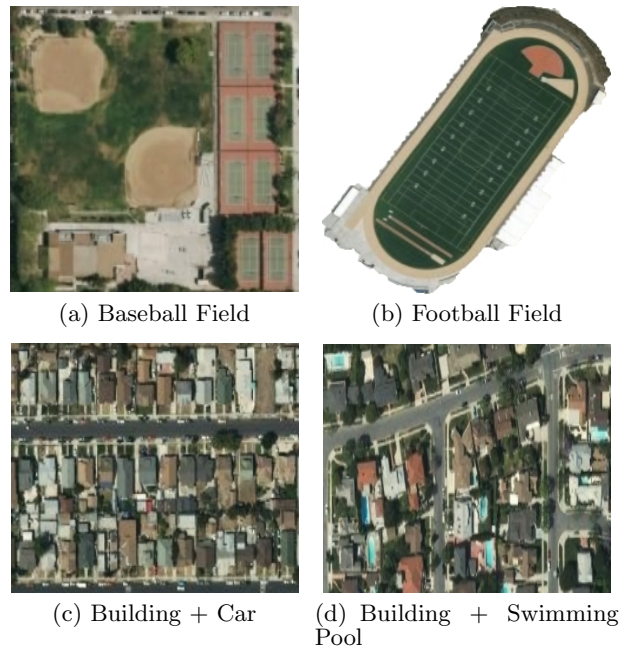 (a) Baseball Field
(b) Football Field
(c) Building + Car
(d) Building + Swimming
Pool